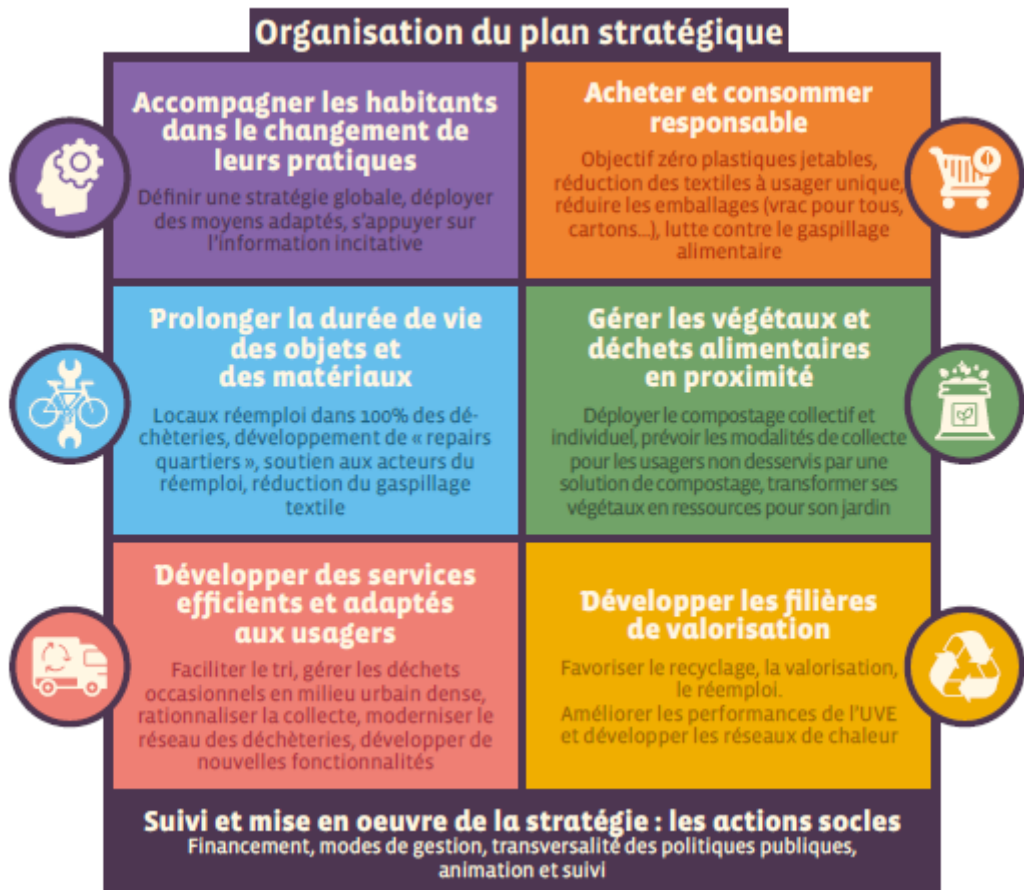 Organisation du plan stratégique
Accompagner les habitants
dans le changement de
leurs pratiques
Définir une stratégie globale, déployer
des moyens adaptés, s'appuyer sur
l'information incitative
Acheter et consommer
responsable
Objectif zéro plastiques jetables,
réduction des textiles à usager unique,
réduire les emballages (vrac pour tous,
cartons...), lutte contre le gaspillage
alimentaire
Prolonger la durée de vie
des objets et
des matériaux
Locaux réemploi dans 100% des dé-
chèteries, développement de « repairs
quartiers », soutien aux acteurs du
réemploi, réduction du gaspillage
textile
Gérer les végétaux et
déchets alimentaires
en proximité
Déployer le compostage collectif et
individuel, prévoir les modalités de collecte
pour les usagers non desservis par une
solution de compostage, transformer ses
végétaux en ressources pour son jardin
Développer des services
efficients et adaptés
aux usagers
Faciliter le tri, gérer les déchets
occasionnels en milieu urbain dense,
rationnaliser la collecte, moderniser le
réseau des déchèteries, développer de
nouvelles fonctionnalités
Développer les filières
de valorisation
Favoriser le recyclage, la valorisation,
le réemploi.
Améliorer les performances de l'UVE
et développer les réseaux de chaleur
Suivi et mise en oeuvre de la stratégie : les actions socles
Financement, modes de gestion, transversalité des politiques publiques,
animation et suivi